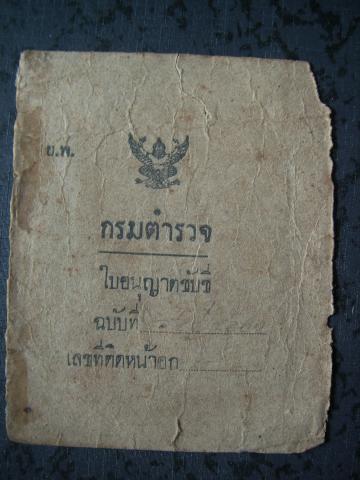 ย.พ.
กรมตำรวจ
ใบอนุญาตขับขี่
ฉบับที่
เลขที่ติดหน้าอก